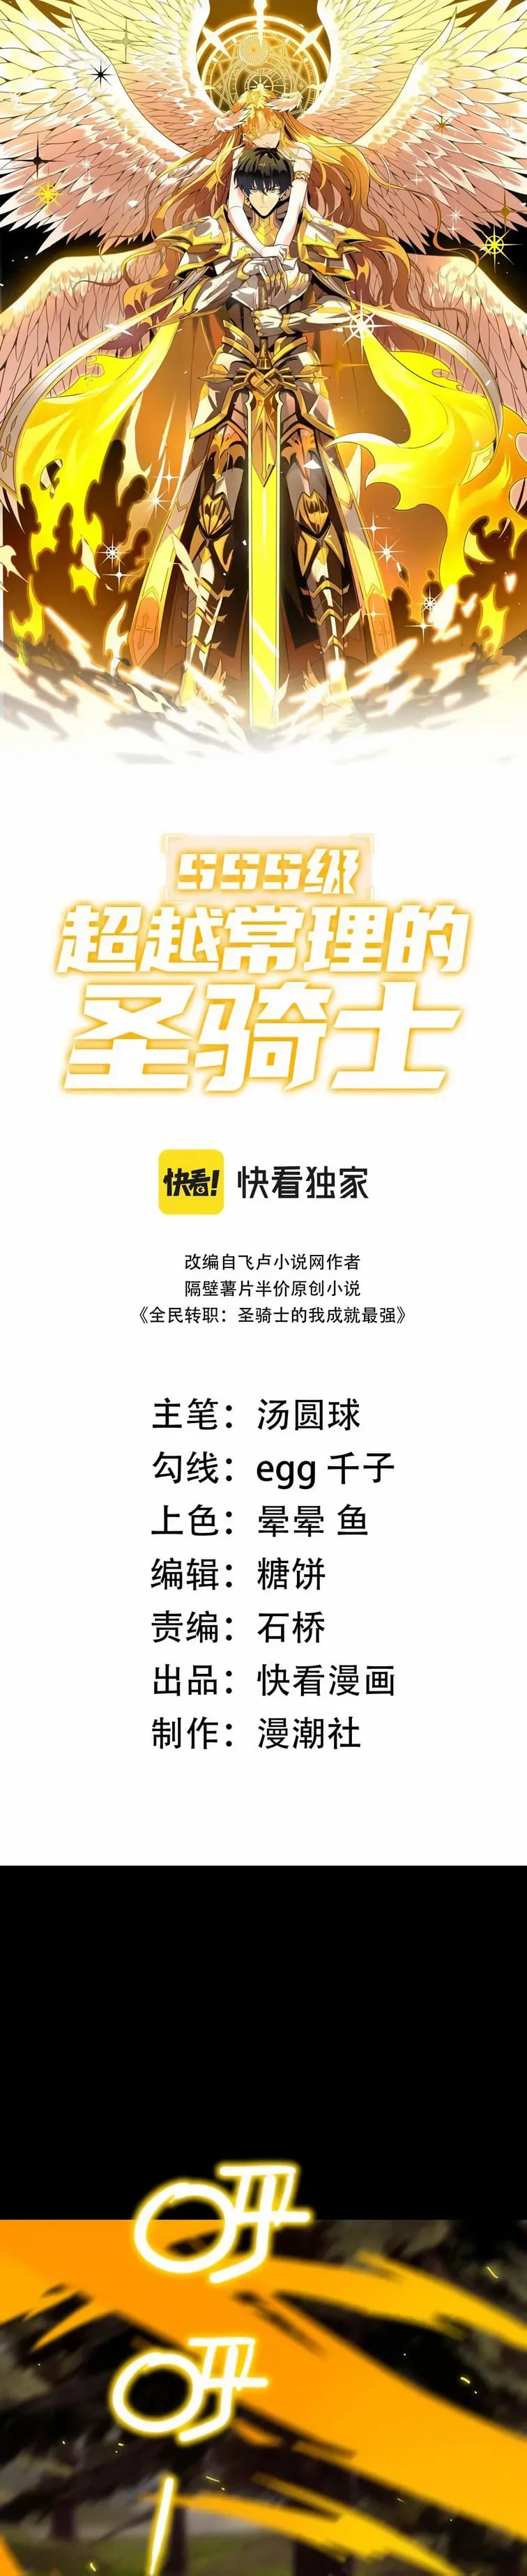 SSS级
超越常理的
圣骑士
快看!
快看独家
改编自飞卢小说网作者
隔壁薯片半价原创小说
《全民转职：圣骑士的我成就最强》
主笔：汤圆球
勾线：egg 千子
上色：晕晕 鱼
编辑：糖饼
责编：石桥
出品：快看漫画
制作：漫潮社
呀
呀